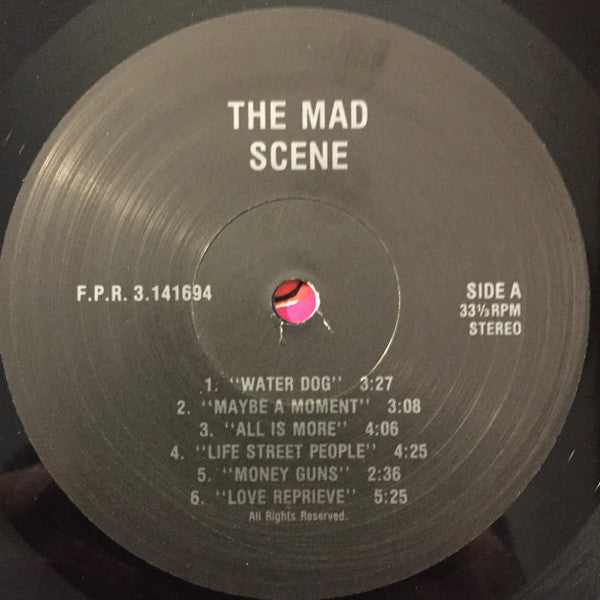 THE MAD
SCENE
F.P.R. 3.141694
SIDE A
33⅓ RPM
STEREO
1. "WATER DOG" 3:27
2. "MAYBE A MOMENT" 3:08
3. "ALL IS MORE" 4:06
4. "LIFE STREET PEOPLE" 4:25
5. "MONEY GUNS" 2:36
6. "LOVE REPRIEVE" 5:25
All Rights Reserved.